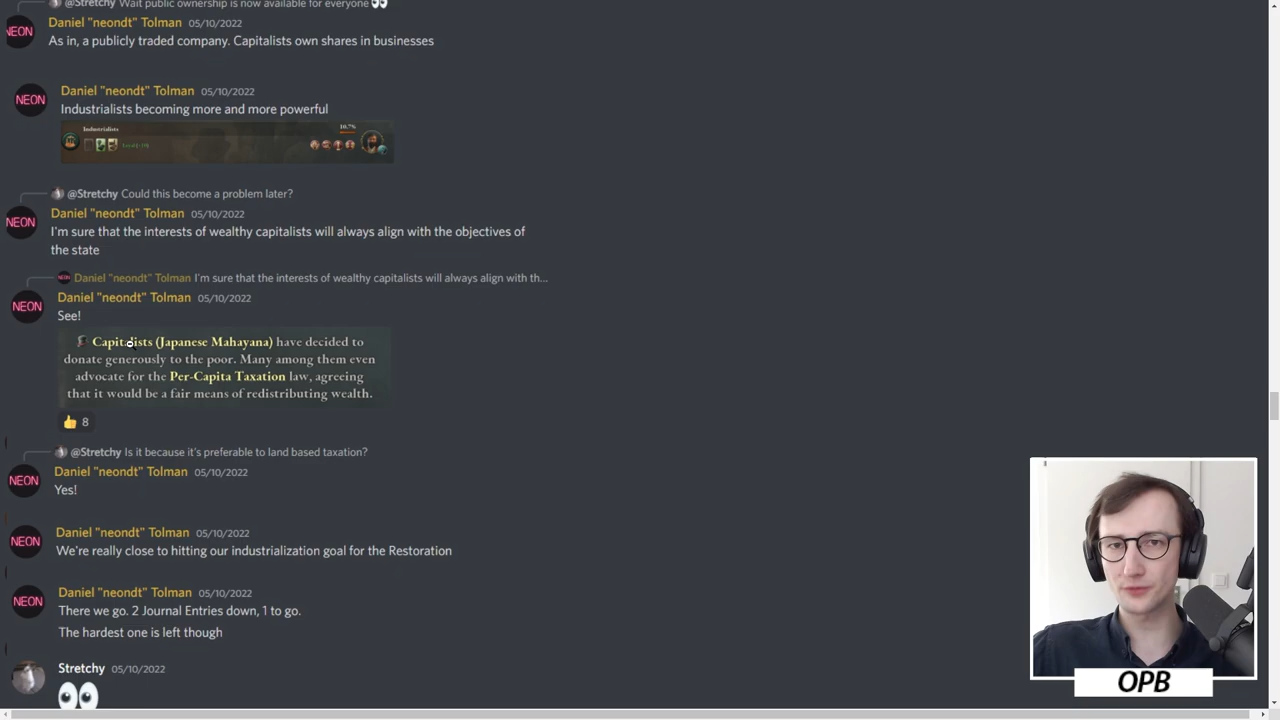 @Stretchy Wait public ownership is now available for everyone 👀
NEON
Daniel "neondt" Tolman 05/10/2022
As in, a publicly traded company. Capitalists own shares in businesses
NEON
Daniel "neondt" Tolman 05/10/2022
Industrialists becoming more and more powerful
Industrialists
10.7%
@Stretchy Could this become a problem later?
NEON
Daniel "neondt" Tolman 05/10/2022
I'm sure that the interests of wealthy capitalists will always align with the objectives of
the state
NEON Daniel "neondt" Tolman I'm sure that the interests of wealthy capitalists will always align with th...
NEON
Daniel "neondt" Tolman 05/10/2022
See!
Capitalists (Japanese Mahayana) have decided to
donate generously to the poor. Many among them even
advocate for the Per-Capita Taxation law, agreeing
that it would be a fair means of redistributing wealth.
👍 8
@Stretchy Is it because it's preferable to land based taxation?
NEON
Daniel "neondt" Tolman 05/10/2022
Yes!
NEON
Daniel "neondt" Tolman 05/10/2022
We're really close to hitting our industrialization goal for the Restoration
NEON
Daniel "neondt" Tolman 05/10/2022
There we go. 2 Journal Entries down, 1 to go.
The hardest one is left though
Stretchy 05/10/2022
👀
OPB